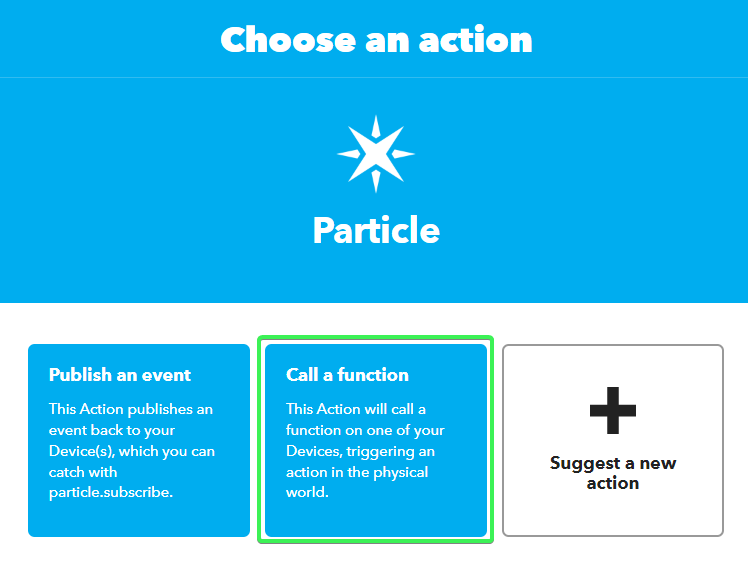 Choose an action
Particle
Publish an event
This Action publishes an
event back to your
Device(s), which you can
catch with
particle.subscribe.
Call a function
This Action will call a
function on one of your
Devices, triggering an
action in the physical
world.
Suggest a new
action